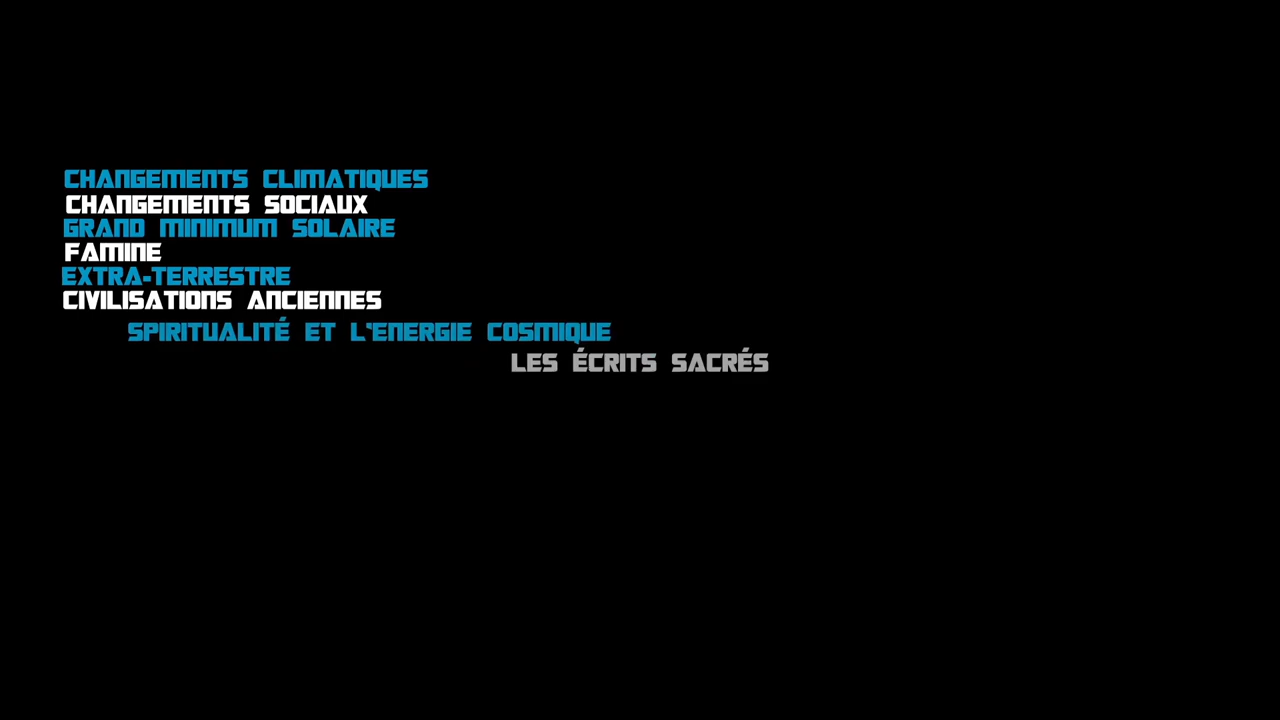 CHANGEMENTS CLIMATIQUES
CHANGEMENTS SOCIAUX
GRAND MINIMUM SOLAIRE
FAMINE
EXTRA-TERRESTRE
CIVILISATIONS ANCIENNES
SPIRITUALITÉ ET L'ENERGIE COSMIQUE
LES ÉCRITS SACRÉS